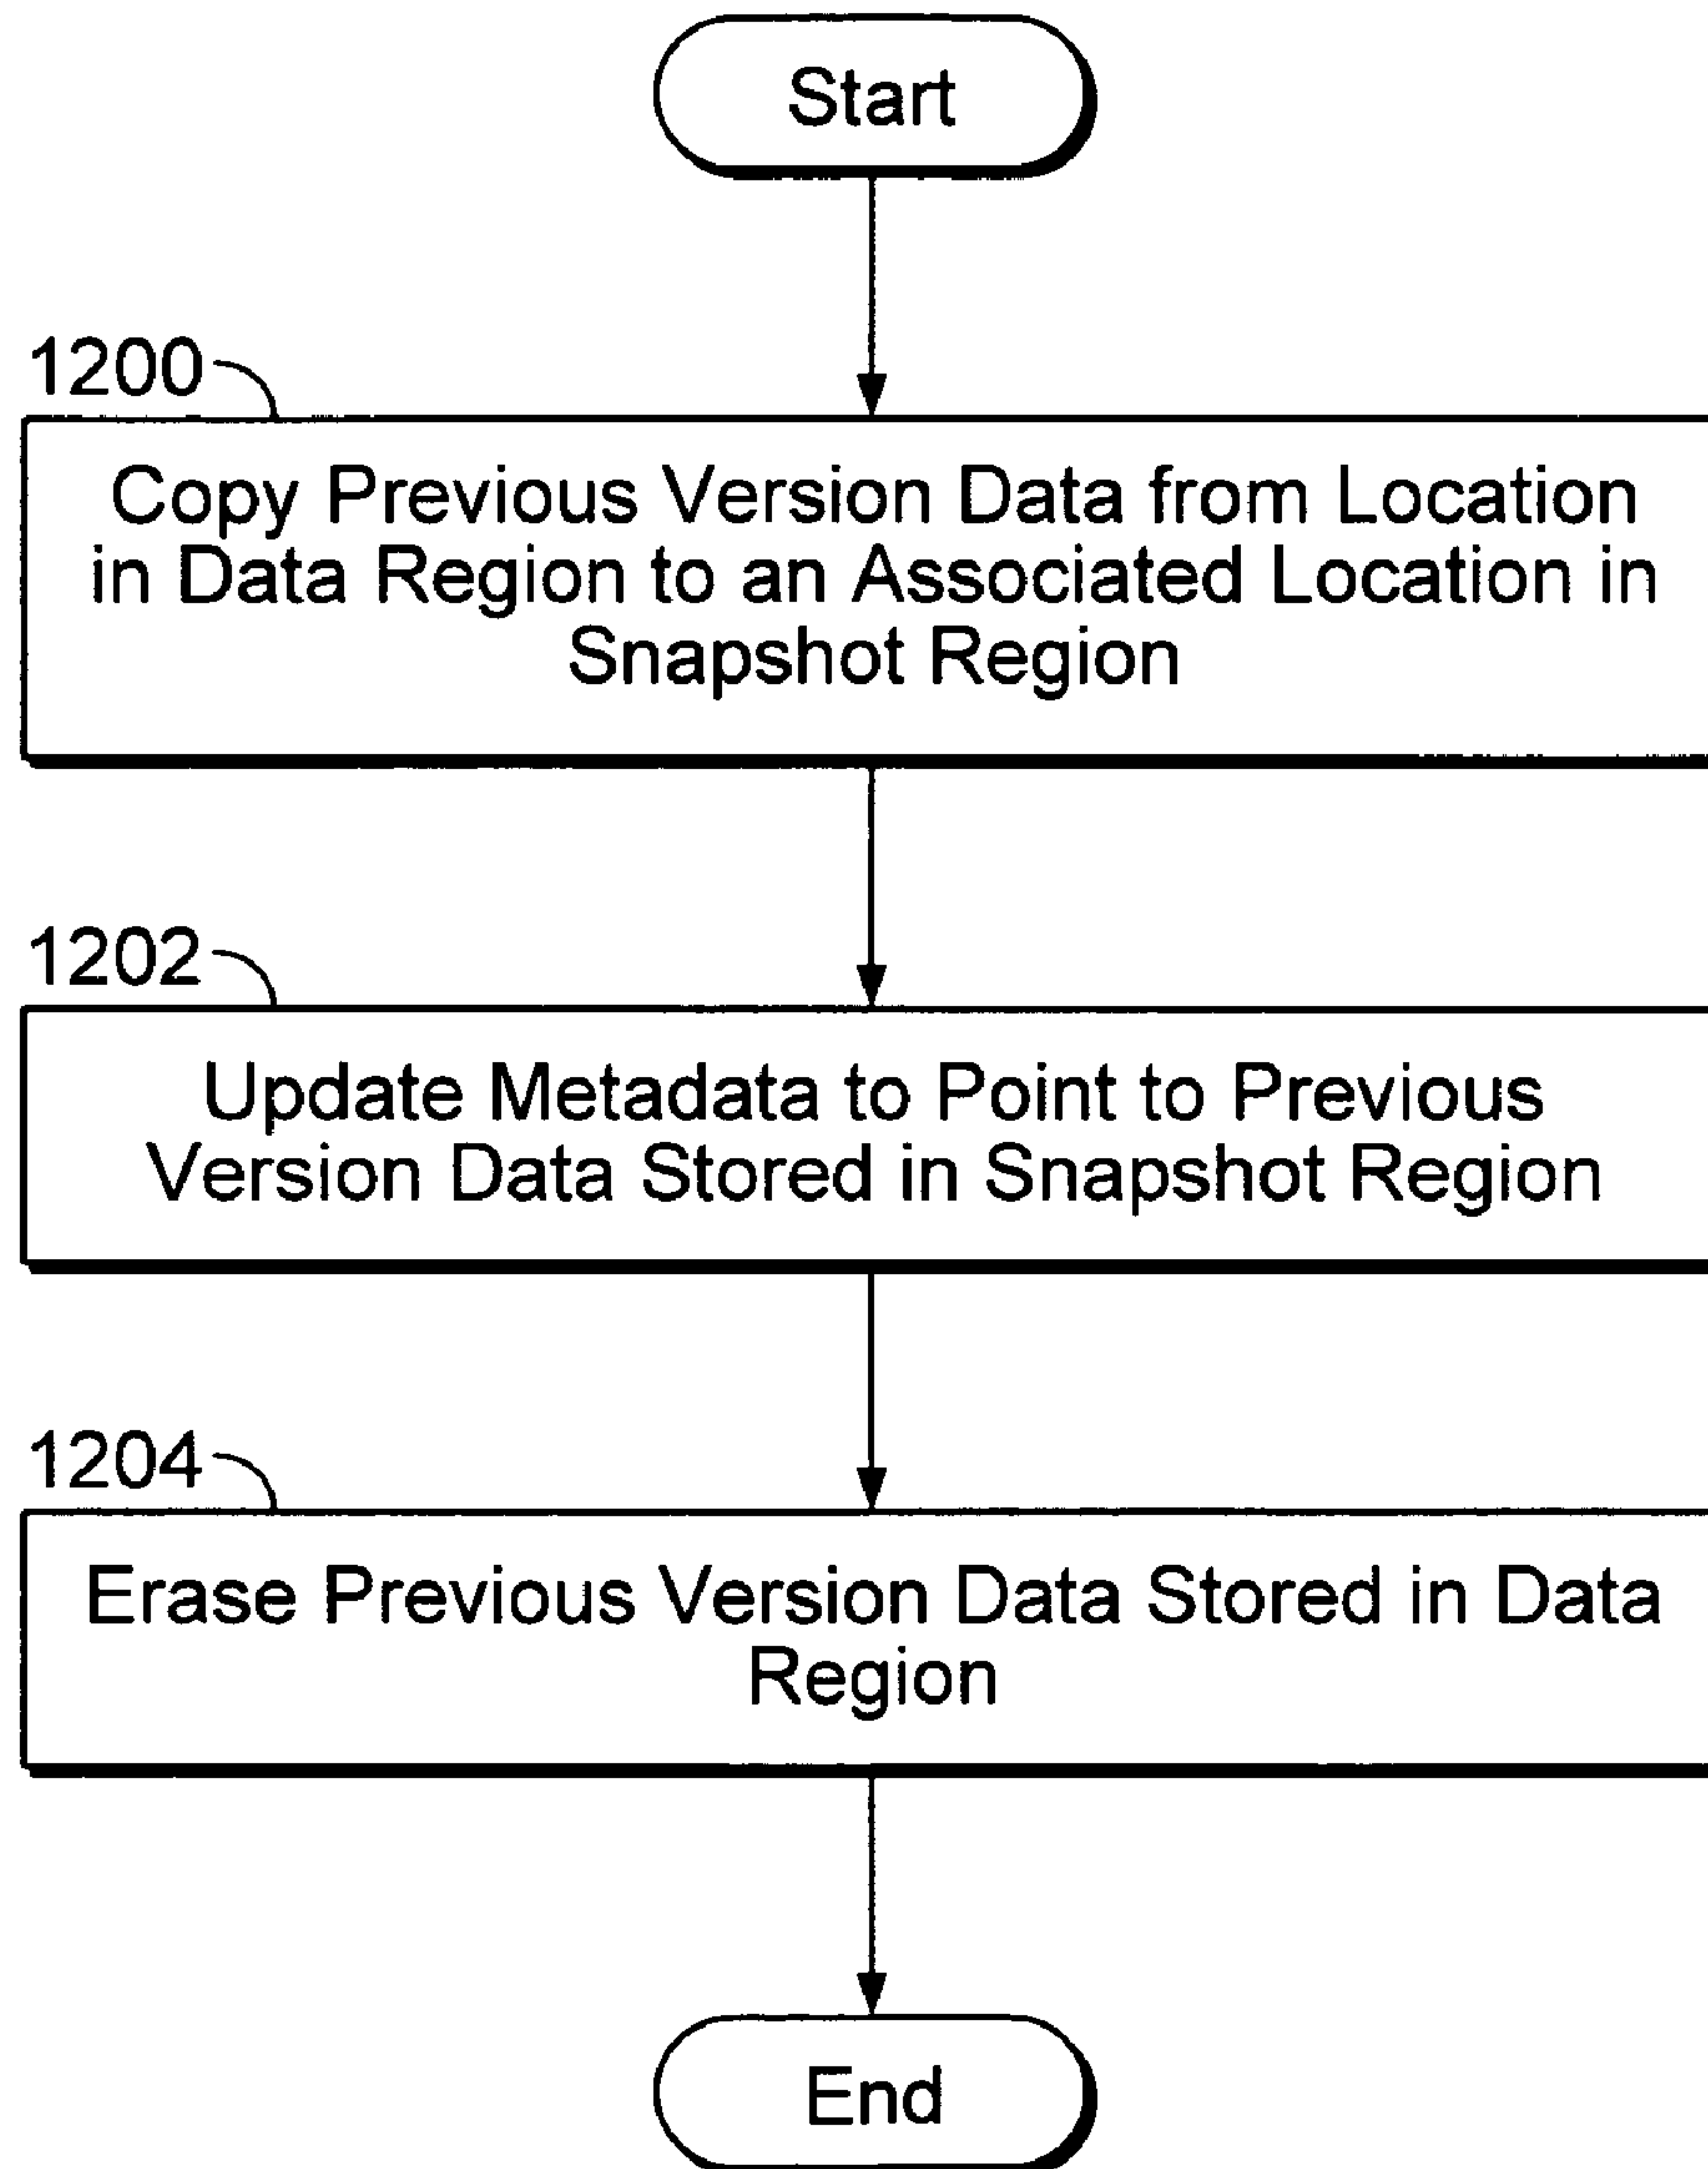 Start
1200
Copy Previous Version Data from Location
in Data Region to an Associated Location in
Snapshot Region
1202
Update Metadata to Point to Previous
Version Data Stored in Snapshot Region
1204
Erase Previous Version Data Stored in Data
Region
End